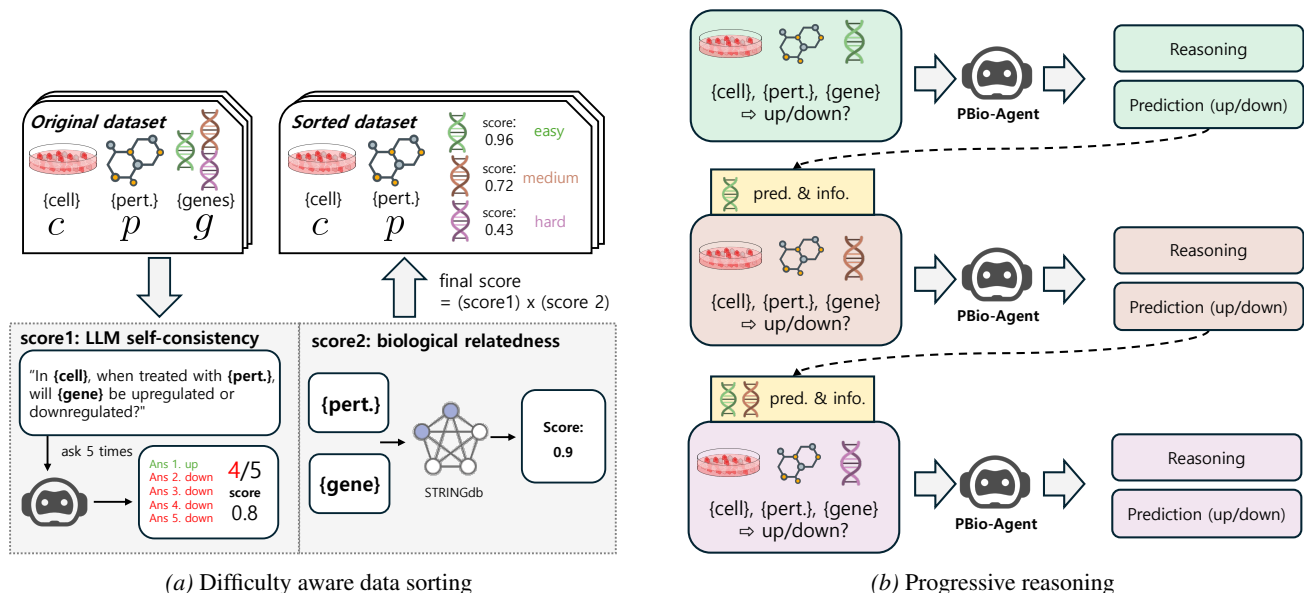 Original dataset
{cell}
{pert.}
{genes}
c
p
g
Sorted dataset
{cell}
{pert.}
c
p
score:
0.96
easy
score:
0.72
medium
score:
0.43
hard
final score
= (score1) x (score 2)
score1: LLM self-consistency
"In {cell}, when treated with {pert.},
will {gene} be upregulated or
downregulated?"
ask 5 times
Ans 1. up
Ans 2. down
Ans 3. down
Ans 4. down
Ans 5. down
4/5
score
0.8
score2: biological relatedness
{pert.}
{gene}
STRINGdb
Score:
0.9
(a) Difficulty aware data sorting
{cell}, {pert.}, {gene}
⇨ up/down?
PBio-Agent
Reasoning
Prediction (up/down)
pred. & info.
{cell}, {pert.}, {gene}
⇨ up/down?
PBio-Agent
Reasoning
Prediction (up/down)
pred. & info.
{cell}, {pert.}, {gene}
⇨ up/down?
PBio-Agent
Reasoning
Prediction (up/down)
(b) Progressive reasoning